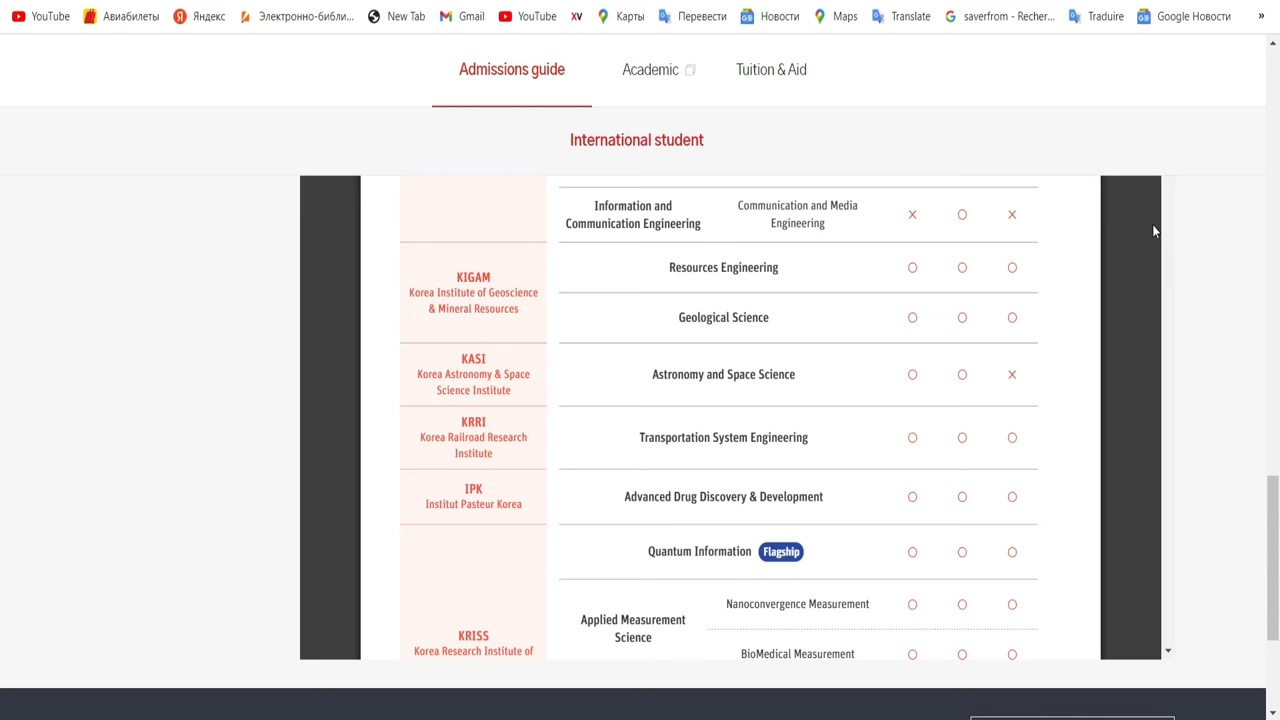 YouTube Авиабилеты Яндекс Электронно-библи... New Tab Gmail YouTube XV Карты Перевести Новости Maps Translate saverfrom - Recher... Traduire Google Новости »
Admissions guide Academic Tuition & Aid
International student
Information and
Communication Engineering
Communication and Media
Engineering
X O X
KIGAM
Korea Institute of Geoscience
& Mineral Resources
Resources Engineering O O O
Geological Science O O O
KASI
Korea Astronomy & Space
Science Institute
Astronomy and Space Science O O X
KRRI
Korea Railroad Research
Institute
Transportation System Engineering O O O
IPK
Institut Pasteur Korea
Advanced Drug Discovery & Development O O O
Quantum Information Flagship O O O
KRISS
Korea Research Institute of
Applied Measurement
Science
Nanoconvergence Measurement O O O
BioMedical Measurement O O O